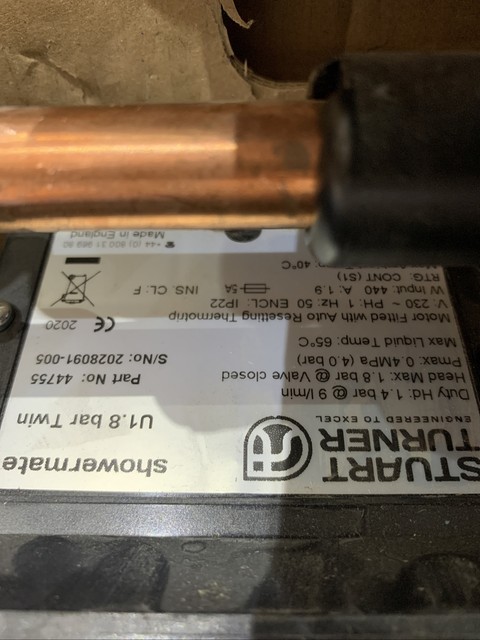 STUART
TURNER
ENGINEERED TO EXCEL
showermate
U1.8 bar Twin
Duty Hd: 1.4 bar @ 9 l/min
Head Max: 1.8 bar @ Valve closed
Pmax: 0.4MPa (4.0 bar)
Max Liquid Temp: 65°C
Part No: 44755
S/No: 2028091-005
Motor Fitted with Auto Resetting Thermotrip
2020 CE
V: 230 ~ PH: 1 Hz: 50 ENCL: IP22
W Input: 440 A: 1.9 5A INS. CL: F
RTG: CONT (S1)
40°C
Made in England